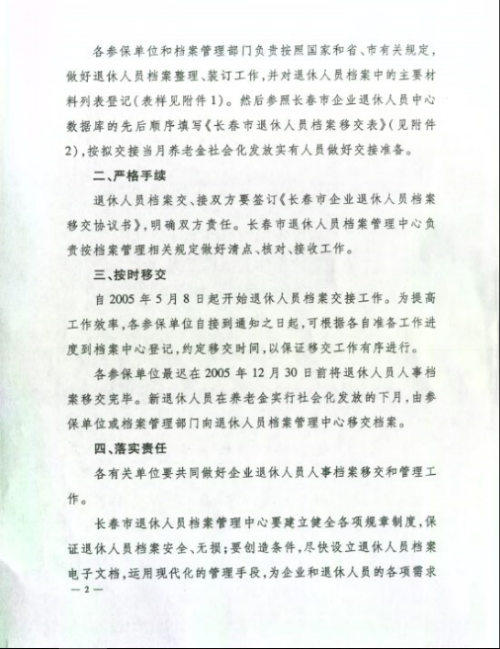 各参保单位和档案管理部门负责按照国家和省、市有关规定，
做好退休人员档案整理、装订工作，并对退休人员档案中的主要材
料列表登记（表样见附件1）。然后参照长春市企业退休人员中心
数据库的先后顺序填写《长春市退休人员档案移交表》（见附件
2），按拟交接当月养老金社会化发放实有人员做好交接准备。
二、严格手续
退休人员档案交、接双方要签订《长春市企业退休人员档案
移交协议书》，明确双方责任。长春市退休人员档案管理中心负
责按档案管理相关规定做好清点、核对、接收工作。
三、按时移交
自2005年5月8日起开始退休人员档案交接工作。为提高
工作效率，各参保单位自接到通知之日起，可根据各自准备工作进
度到档案中心登记，约定移交时间，以保证移交工作有序进行。
各参保单位最迟在2005年12月30日前将退休人员人事档
案移交完毕。新退休人员在养老金实行社会化发放的下月，由参
保单位或档案管理部门向退休人员档案管理中心移交档案。
四、落实责任
各有关单位要共同做好企业退休人员人事档案移交和管理工
作。
长春市退休人员档案管理中心要建立健全各项规章制度，保
证退休人员档案安全、无损；要创造条件，尽快设立退休人员档案
电子文档，运用现代化的管理手段，为企业和退休人员的各项需求
— 2 —